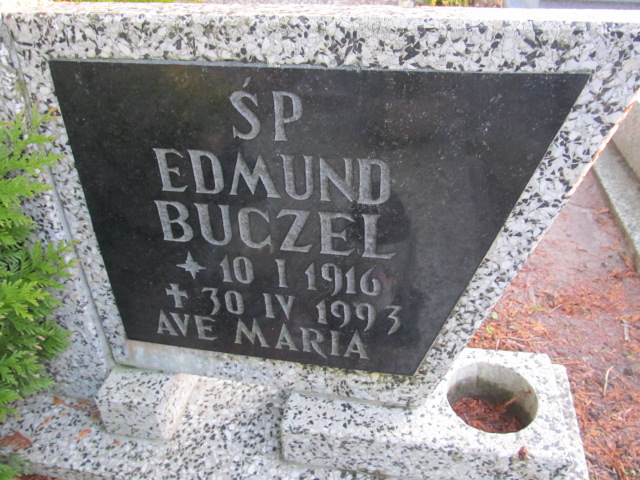 ŚP
EDMUND
BUCZEL
* 10 I 1916
+ 30 IV 1993
AVE MARIA